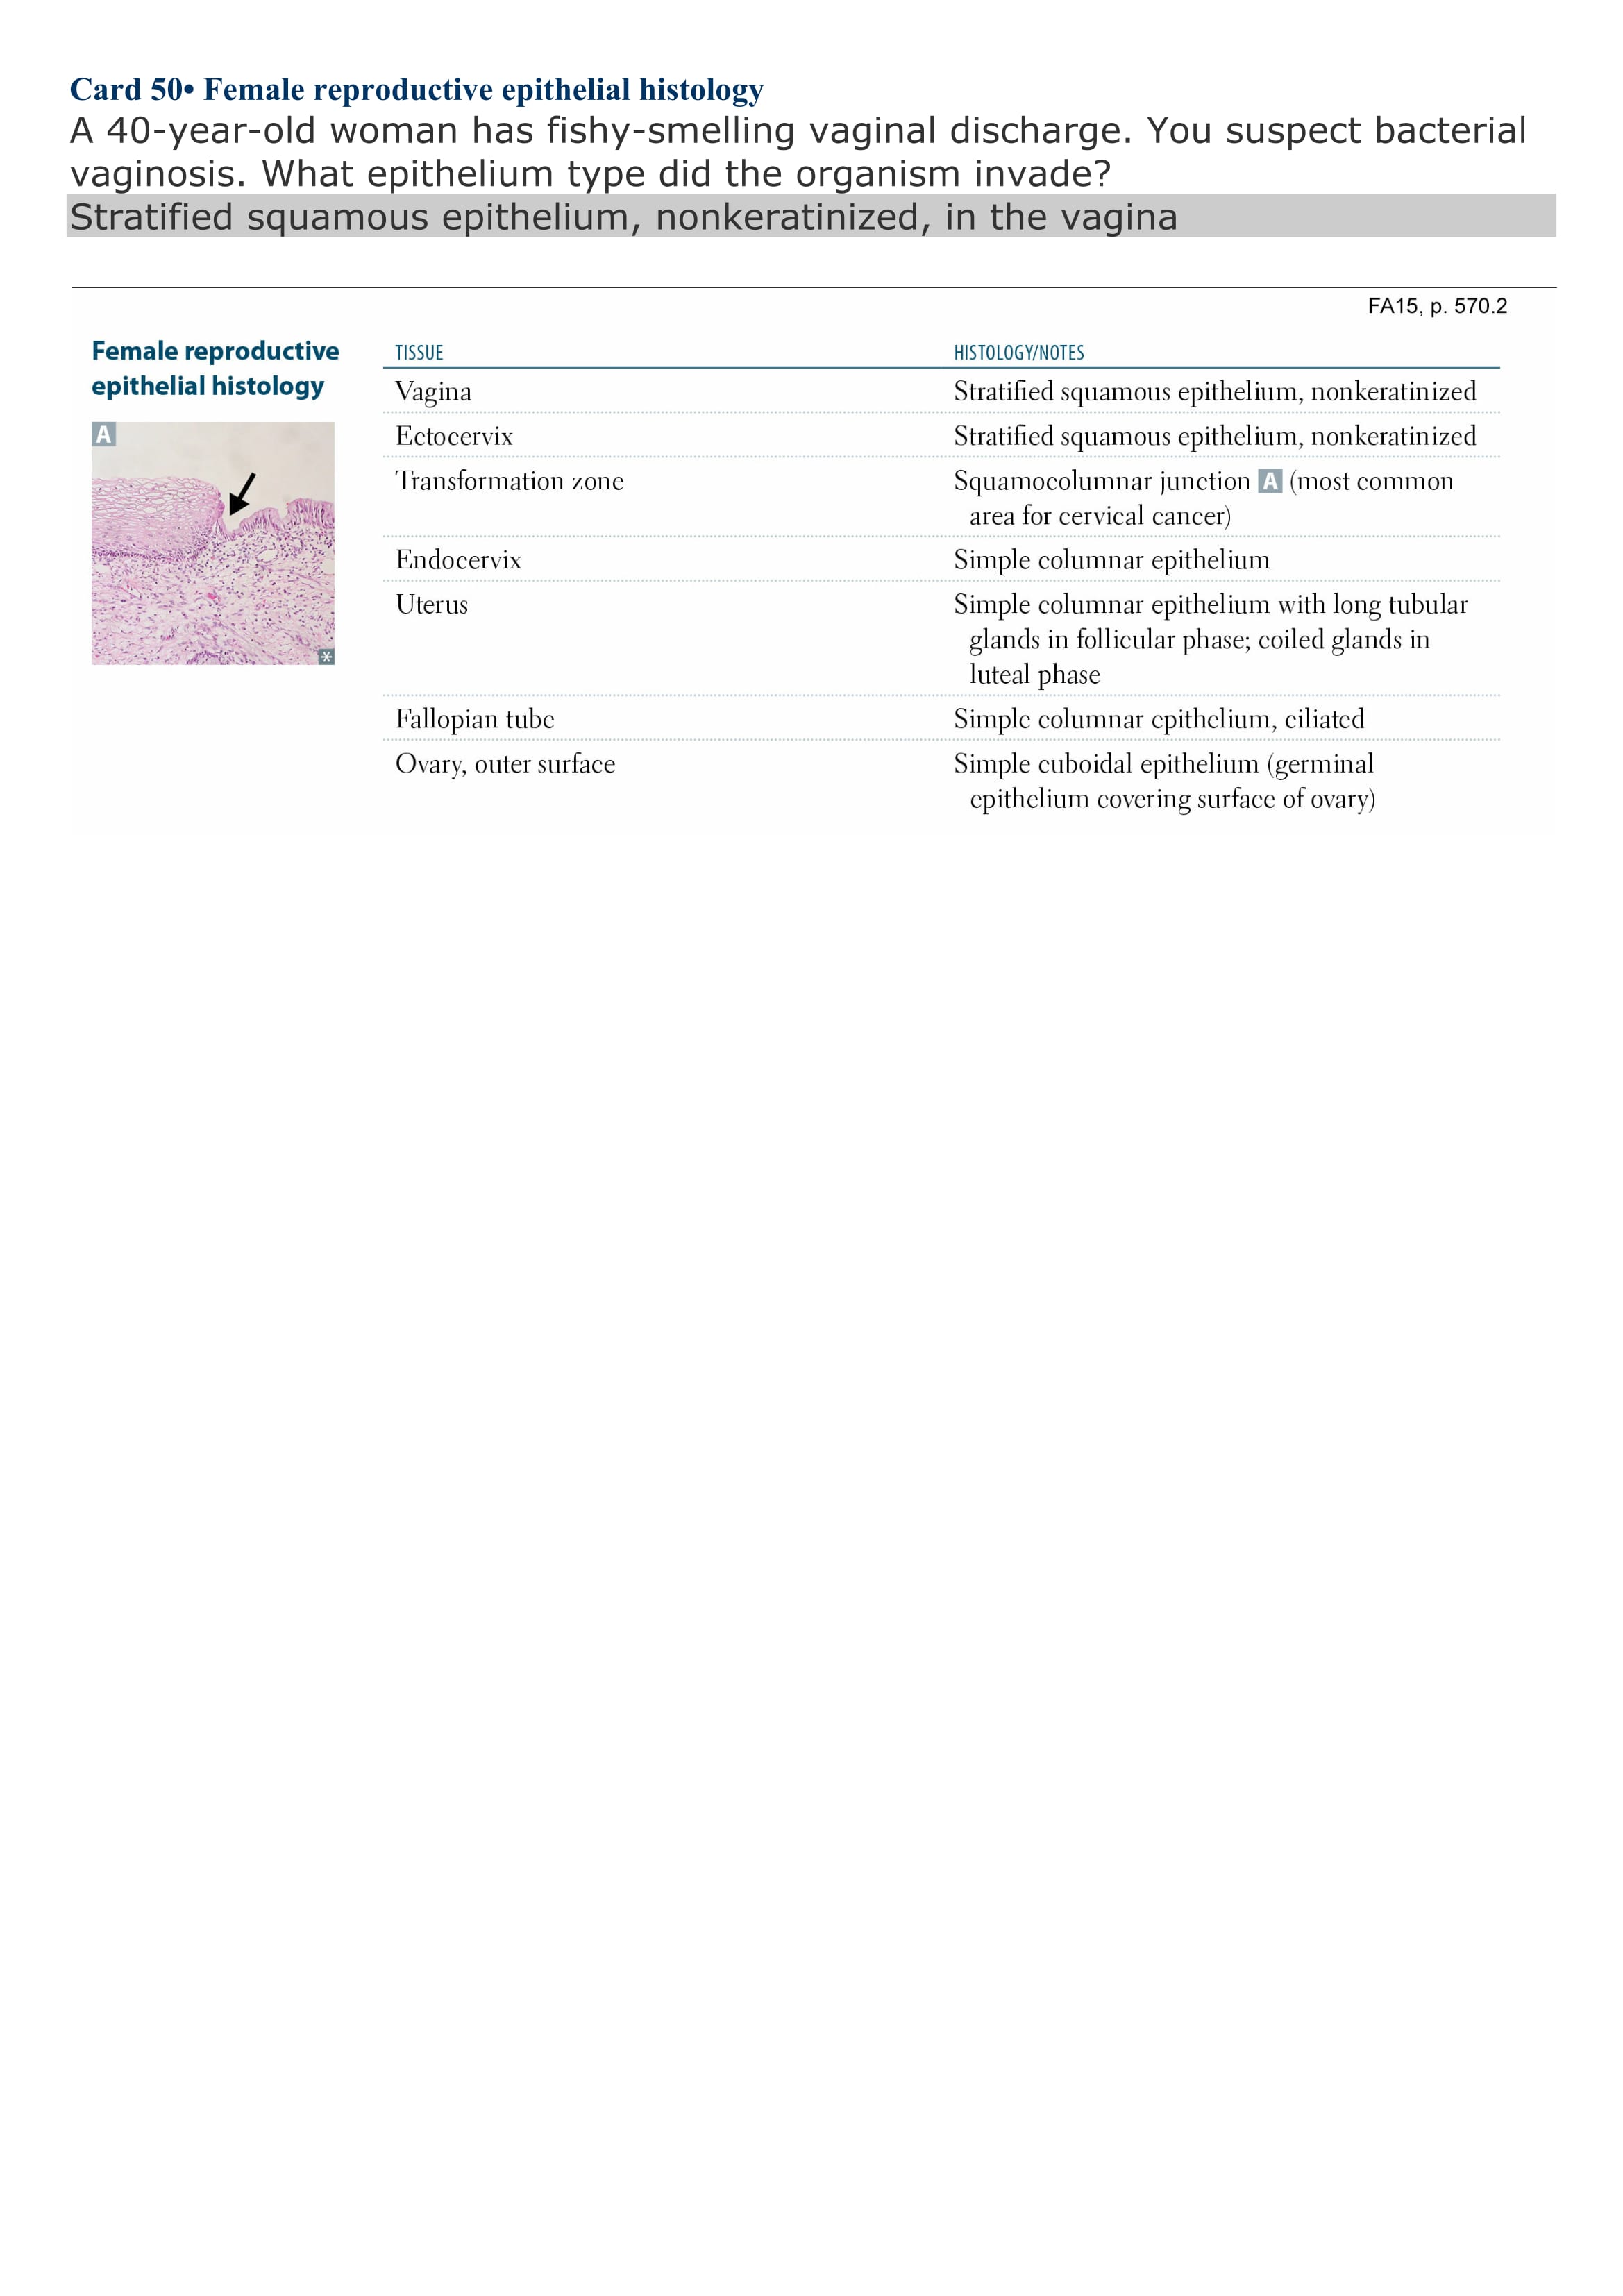 Card 50• Female reproductive epithelial histology
A 40-year-old woman has fishy-smelling vaginal discharge. You suspect bacterial
vaginosis. What epithelium type did the organism invade?
Stratified squamous epithelium, nonkeratinized, in the vagina
FA15, p. 570.2
Female reproductive
epithelial histology
A
*
TISSUE HISTOLOGY/NOTES
Vagina Stratified squamous epithelium, nonkeratinized
Ectocervix Stratified squamous epithelium, nonkeratinized
Transformation zone Squamocolumnar junction A (most common
area for cervical cancer)
Endocervix Simple columnar epithelium
Uterus Simple columnar epithelium with long tubular
glands in follicular phase; coiled glands in
luteal phase
Fallopian tube Simple columnar epithelium, ciliated
Ovary, outer surface Simple cuboidal epithelium (germinal
epithelium covering surface of ovary)